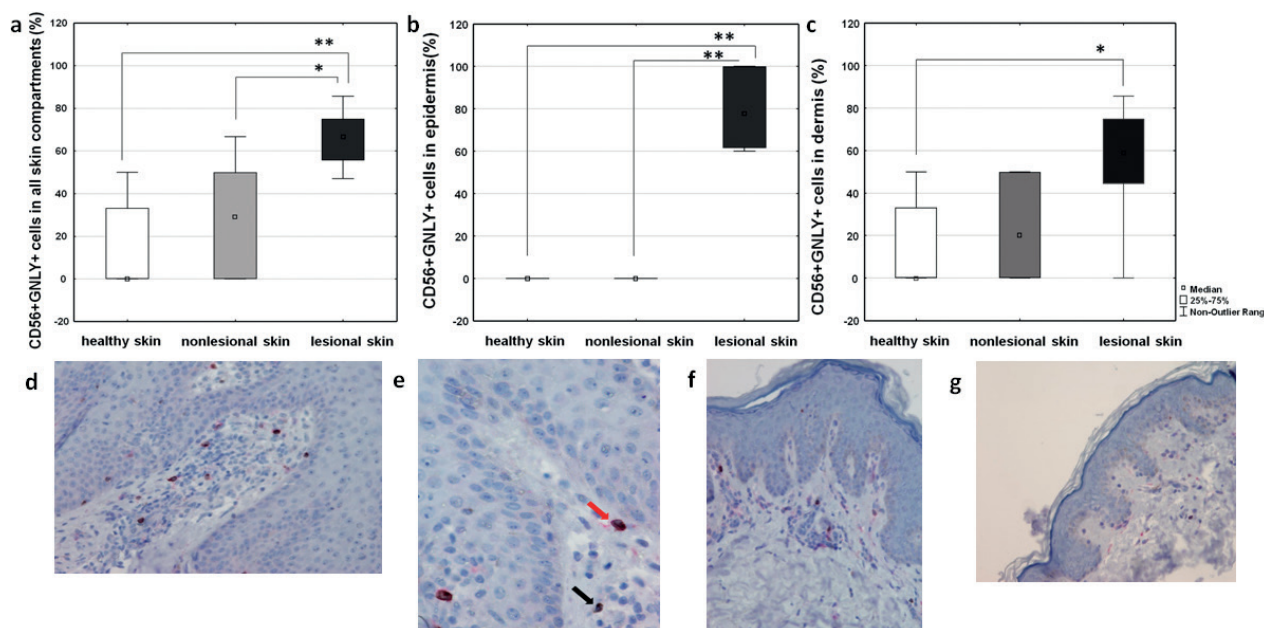 a
CD56+GNLY+ cells in all skin compartments (%)
120
100
80
60
40
20
0
-20
**
*
healthy skin
nonlesional skin
lesional skin
b
CD56+GNLY+ cells in epidermis(%)
120
100
80
60
40
20
0
-20
**
**
healthy skin
nonlesional skin
lesional skin
c
CD56+GNLY+ cells in dermis (%)
120
100
80
60
40
20
0
-20
*
healthy skin
nonlesional skin
lesional skin
Median
25%-75%
Non-Outlier Rang
d
e
f
g